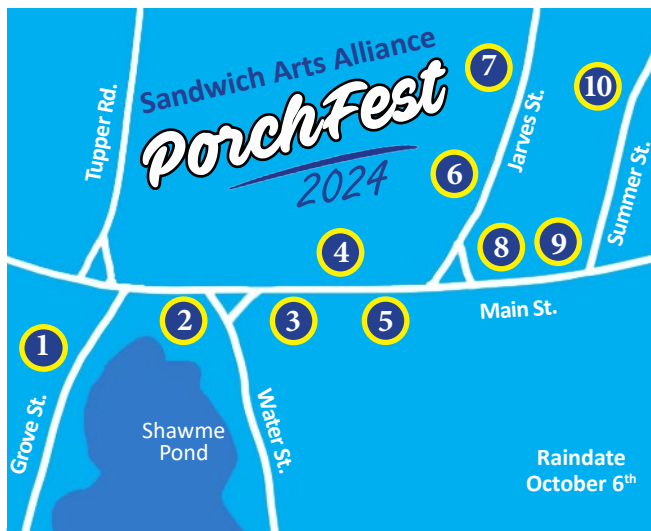 Sandwich Arts Alliance
PorchFest
2024
Tupper Rd.
Jarves St.
Summer St.
7
10
6
4
8
9
Main St.
1
2
3
5
Grove St.
Water St.
Shawme
Pond
Raindate
October 6th